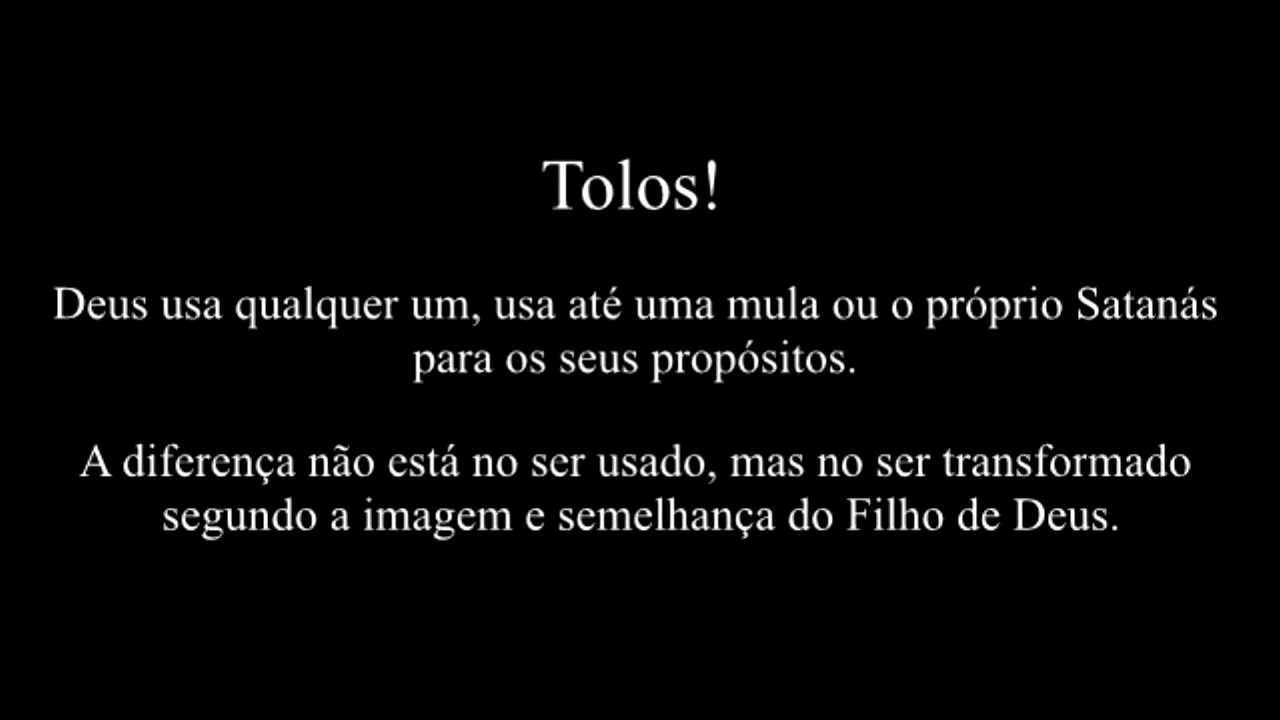 Tolos!
Deus usa qualquer um, usa até uma mula ou o próprio Satanás
para os seus propósitos.
A diferença não está no ser usado, mas no ser transformado
segundo a imagem e semelhança do Filho de Deus.